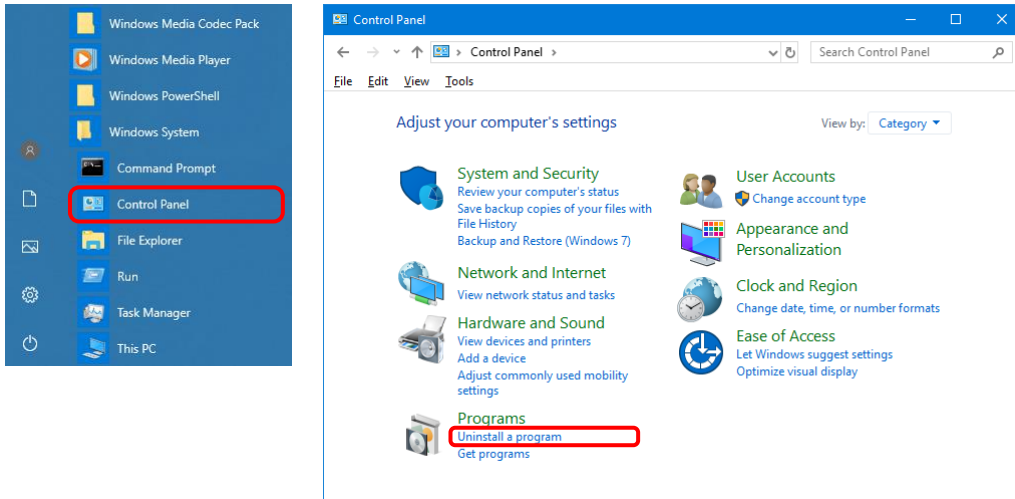 Windows Media Codec Pack
Windows Media Player
Windows PowerShell
Windows System
Command Prompt
Control Panel
File Explorer
Run
Task Manager
This PC
Control Panel
Control Panel
Search Control Panel
File Edit View Tools
Adjust your computer's settings
View by: Category
System and Security
Review your computer's status
Save backup copies of your files with
File History
Backup and Restore (Windows 7)
Network and Internet
View network status and tasks
Hardware and Sound
View devices and printers
Add a device
Adjust commonly used mobility
settings
Programs
Uninstall a program
Get programs
User Accounts
Change account type
Appearance and
Personalization
Clock and Region
Change date, time, or number formats
Ease of Access
Let Windows suggest settings
Optimize visual display